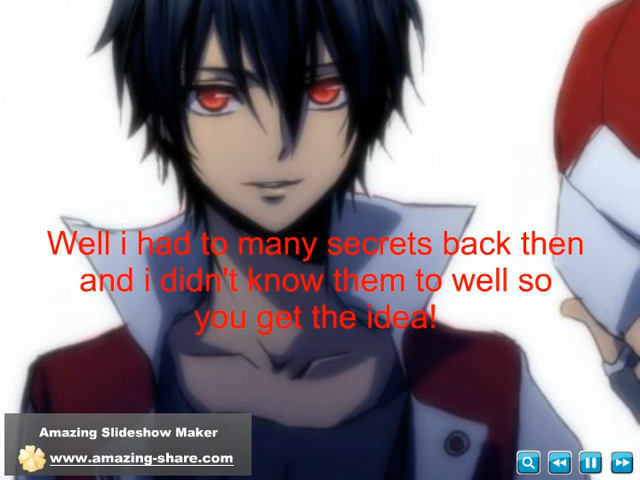 Well i had to many secrets back then
and i didn't know them to well so
you get the idea!
Amazing Slideshow Maker
www.amazing-share.com